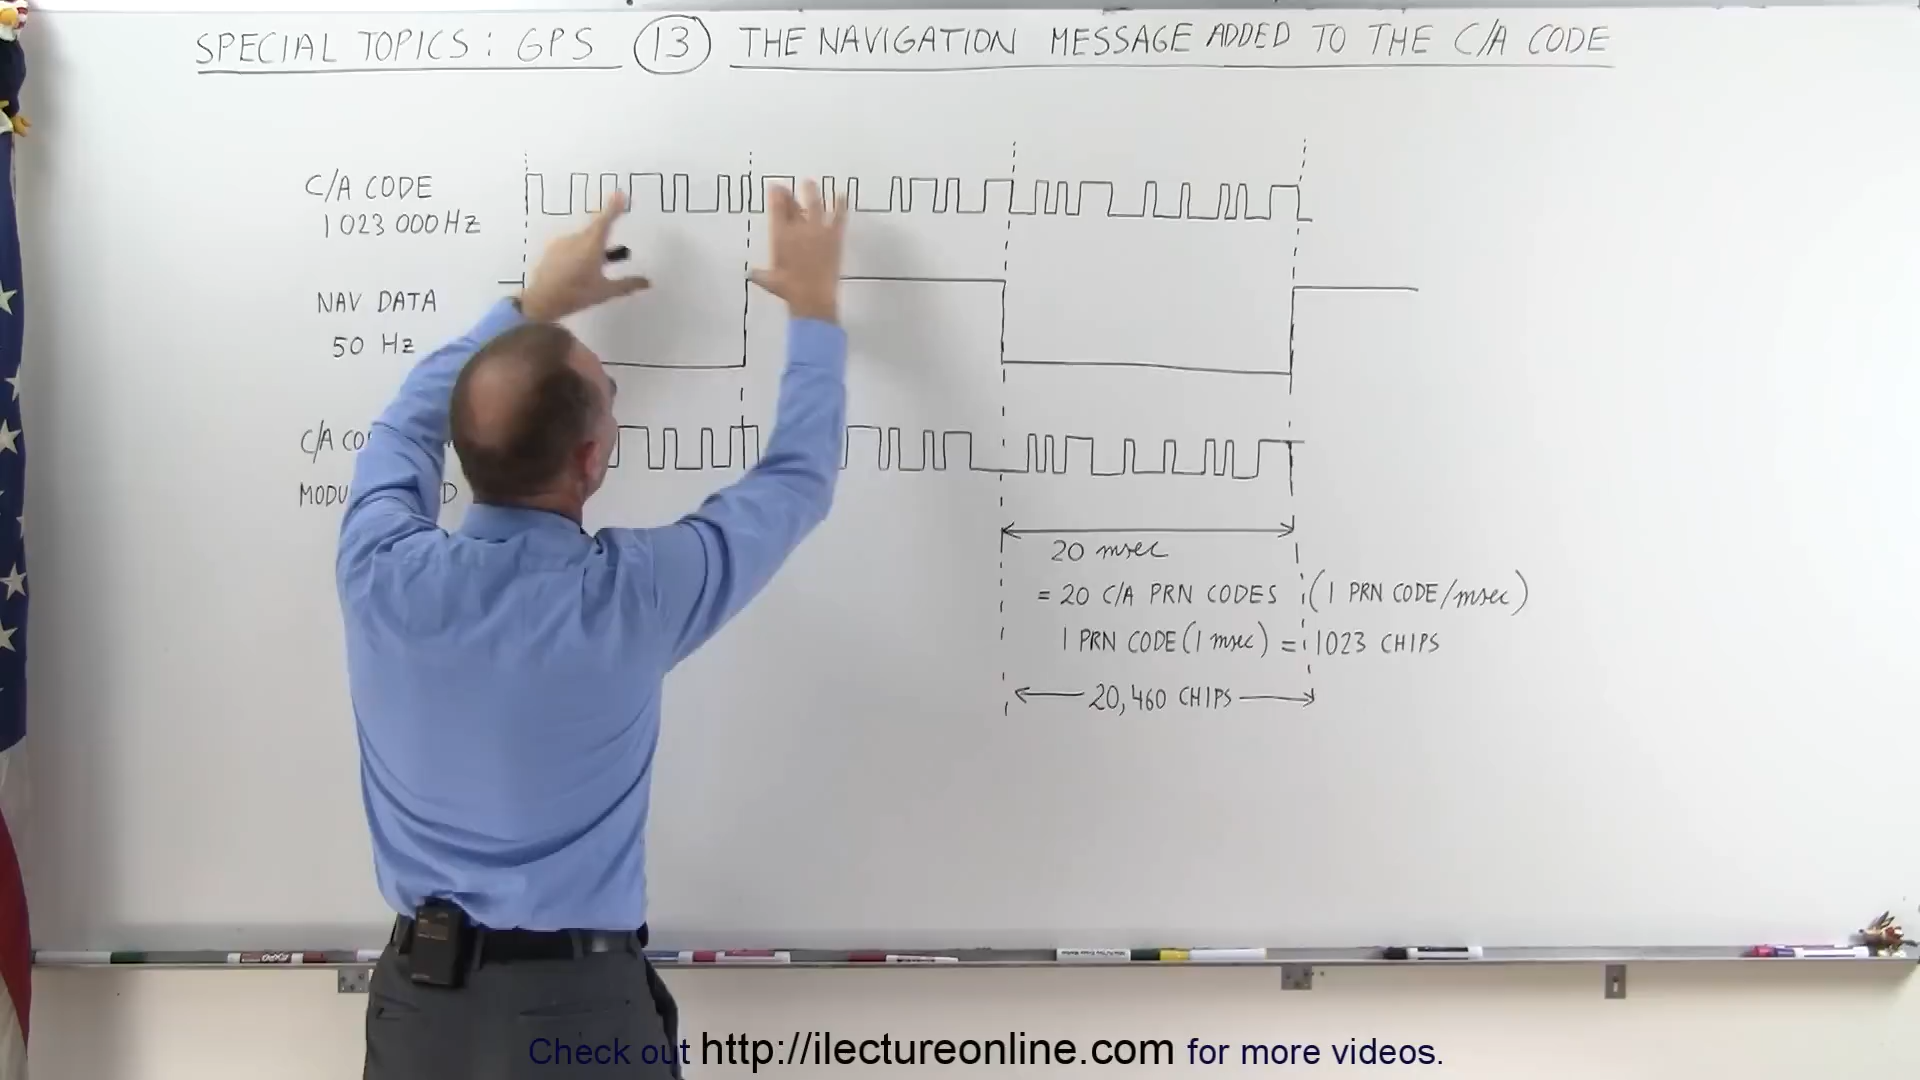 SPECIAL TOPICS: GPS 13 THE NAVIGATION MESSAGE ADDED TO THE C/A CODE
C/A CODE
1 023 000 HZ
NAV DATA
50 HZ
C/A
20 msec
= 20 C/A PRN CODES (1 PRN CODE/msec)
1 PRN CODE (1 msec) = 1023 CHIPS
20,460 CHIPS
Check out http://ilectureonline.com for more videos.